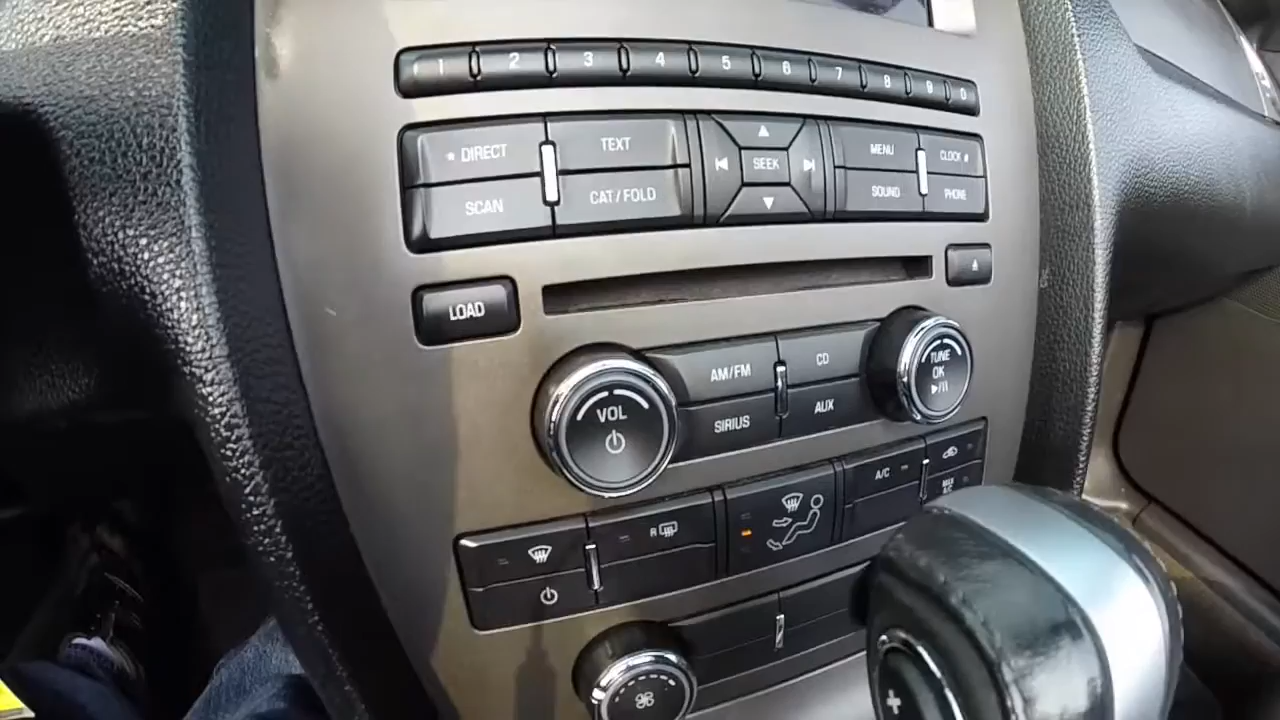 1 2 3 4 5 6 7 8 9 0
* DIRECT TEXT MENU CLOCK #
SEEK
SCAN CAT/FOLD SOUND PHONE
LOAD
AM/FM CD TUNE
OK
VOL
SIRIUS AUX
R A/C
MAX
A/C
+